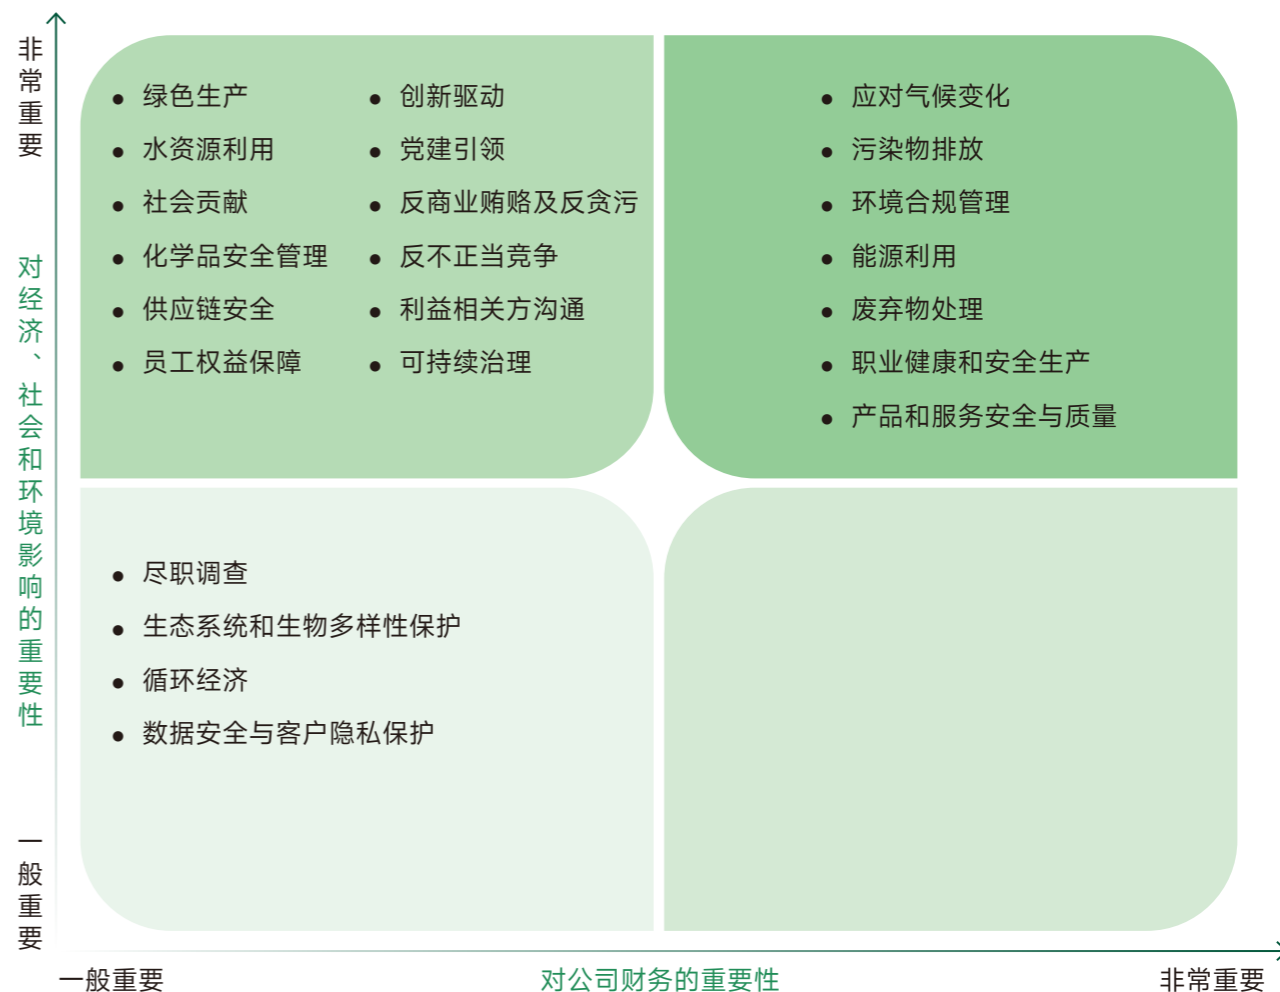 非常重要
对经济、社会和环境影响的重要性
一般重要
绿色生产
水资源利用
社会贡献
化学品安全管理
供应链安全
员工权益保障
创新驱动
党建引领
反商业贿赂及反贪污
反不正当竞争
利益相关方沟通
可持续治理
应对气候变化
污染物排放
环境合规管理
能源利用
废弃物处理
职业健康和安全生产
产品和服务安全与质量
尽职调查
生态系统和生物多样性保护
循环经济
数据安全与客户隐私保护
一般重要
对公司财务的重要性
非常重要